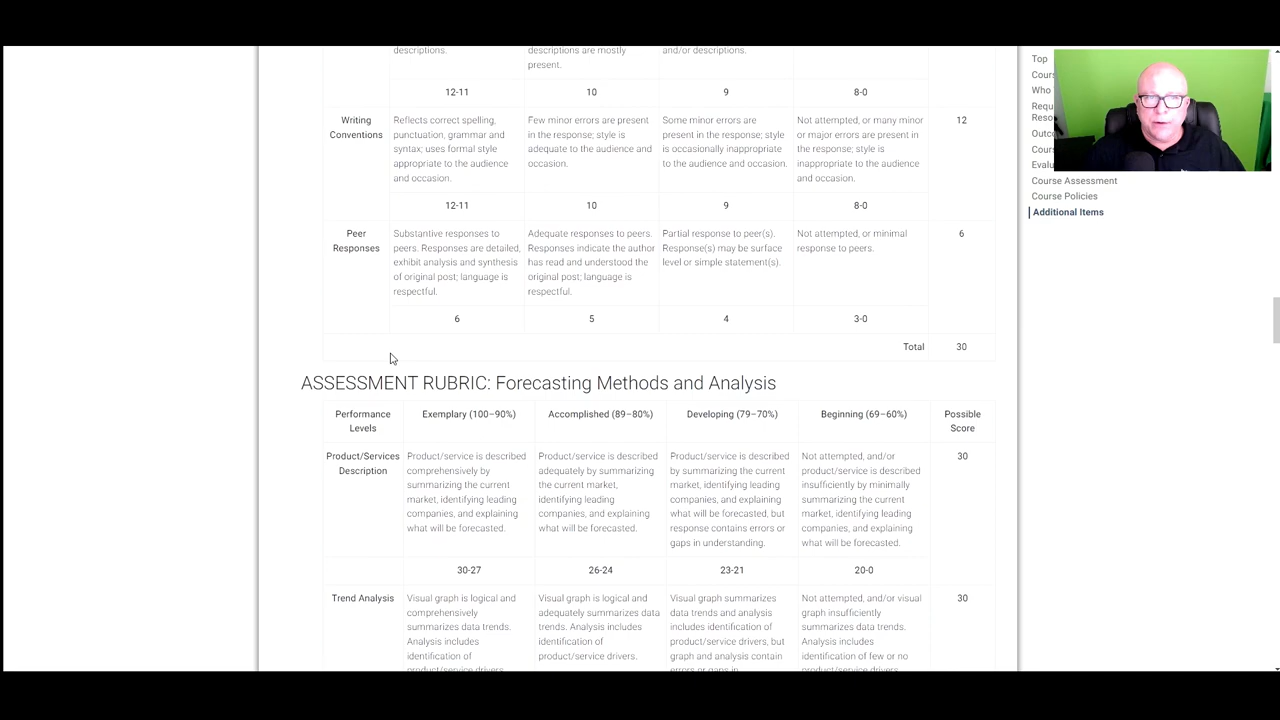 descriptions.
descriptions are mostly
present.
and/or descriptions.
12-11
10
9
8-0
Writing
Conventions
Reflects correct spelling,
punctuation, grammar and
syntax; uses formal style
appropriate to the audience
and occasion.
Few minor errors are
present in the response; style is
adequate to the audience and
occasion.
Some minor errors are
present in the response; style
is occasionally inappropriate
to the audience and occasion.
Not attempted, or many minor
or major errors are present in
the response; style is
inappropriate to the audience
and occasion.
12
12-11
10
9
8-0
Peer
Responses
Substantive responses to
peers. Responses are detailed,
exhibit analysis and synthesis
of original post; language is
respectful.
Adequate responses to peers.
Responses indicate the author
has read and understood the
original post; language is
respectful.
Partial response to peer(s).
Response(s) may be surface
level or simple statement(s).
Not attempted, or minimal
response to peers.
6
6
5
4
3-0
Total
30
ASSESSMENT RUBRIC: Forecasting Methods and Analysis
Performance
Levels
Exemplary (100–90%)
Accomplished (89–80%)
Developing (79–70%)
Beginning (69–60%)
Possible
Score
Product/Services
Description
Product/service is described
comprehensively by
summarizing the current
market, identifying leading
companies, and explaining
what will be forecasted.
Product/service is described
adequately by summarizing
the current market,
identifying leading
companies, and explaining
what will be forecasted.
Product/service is described
by summarizing the current
market, identifying leading
companies, and explaining
what will be forecasted, but
response contains errors or
gaps in understanding.
Not attempted, and/or
product/service is described
insufficiently by minimally
summarizing the current
market, identifying leading
companies, and explaining
what will be forecasted.
30
30-27
26-24
23-21
20-0
Trend Analysis
Visual graph is logical and
comprehensively
summarizes data trends.
Analysis includes
identification of
product/service drivers
Visual graph is logical and
adequately summarizes data
trends. Analysis includes
identification of
product/service drivers.
Visual graph summarizes
data trends and analysis
includes identification of
product/service drivers, but
graph and analysis contain
errors or gaps in
Not attempted, and/or visual
graph insufficiently
summarizes data trends.
Analysis includes
identification of few or no
product/service drivers
30
Top
Cours
Who
Requ
Resou
Outco
Cours
Evalu
Course Assessment
Course Policies
Additional Items